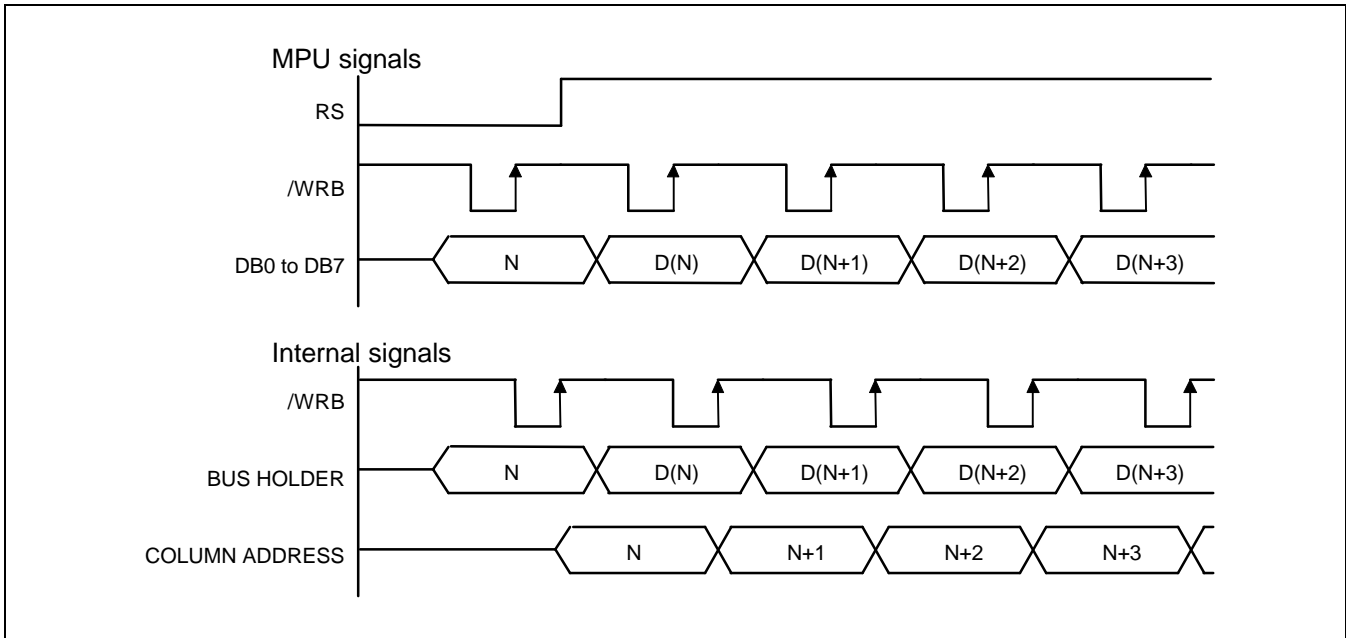 MPU signals
RS
/WRB
DB0 to DB7 N D(N) D(N+1) D(N+2) D(N+3)
Internal signals
/WRB
BUS HOLDER N D(N) D(N+1) D(N+2) D(N+3)
COLUMN ADDRESS N N+1 N+2 N+3